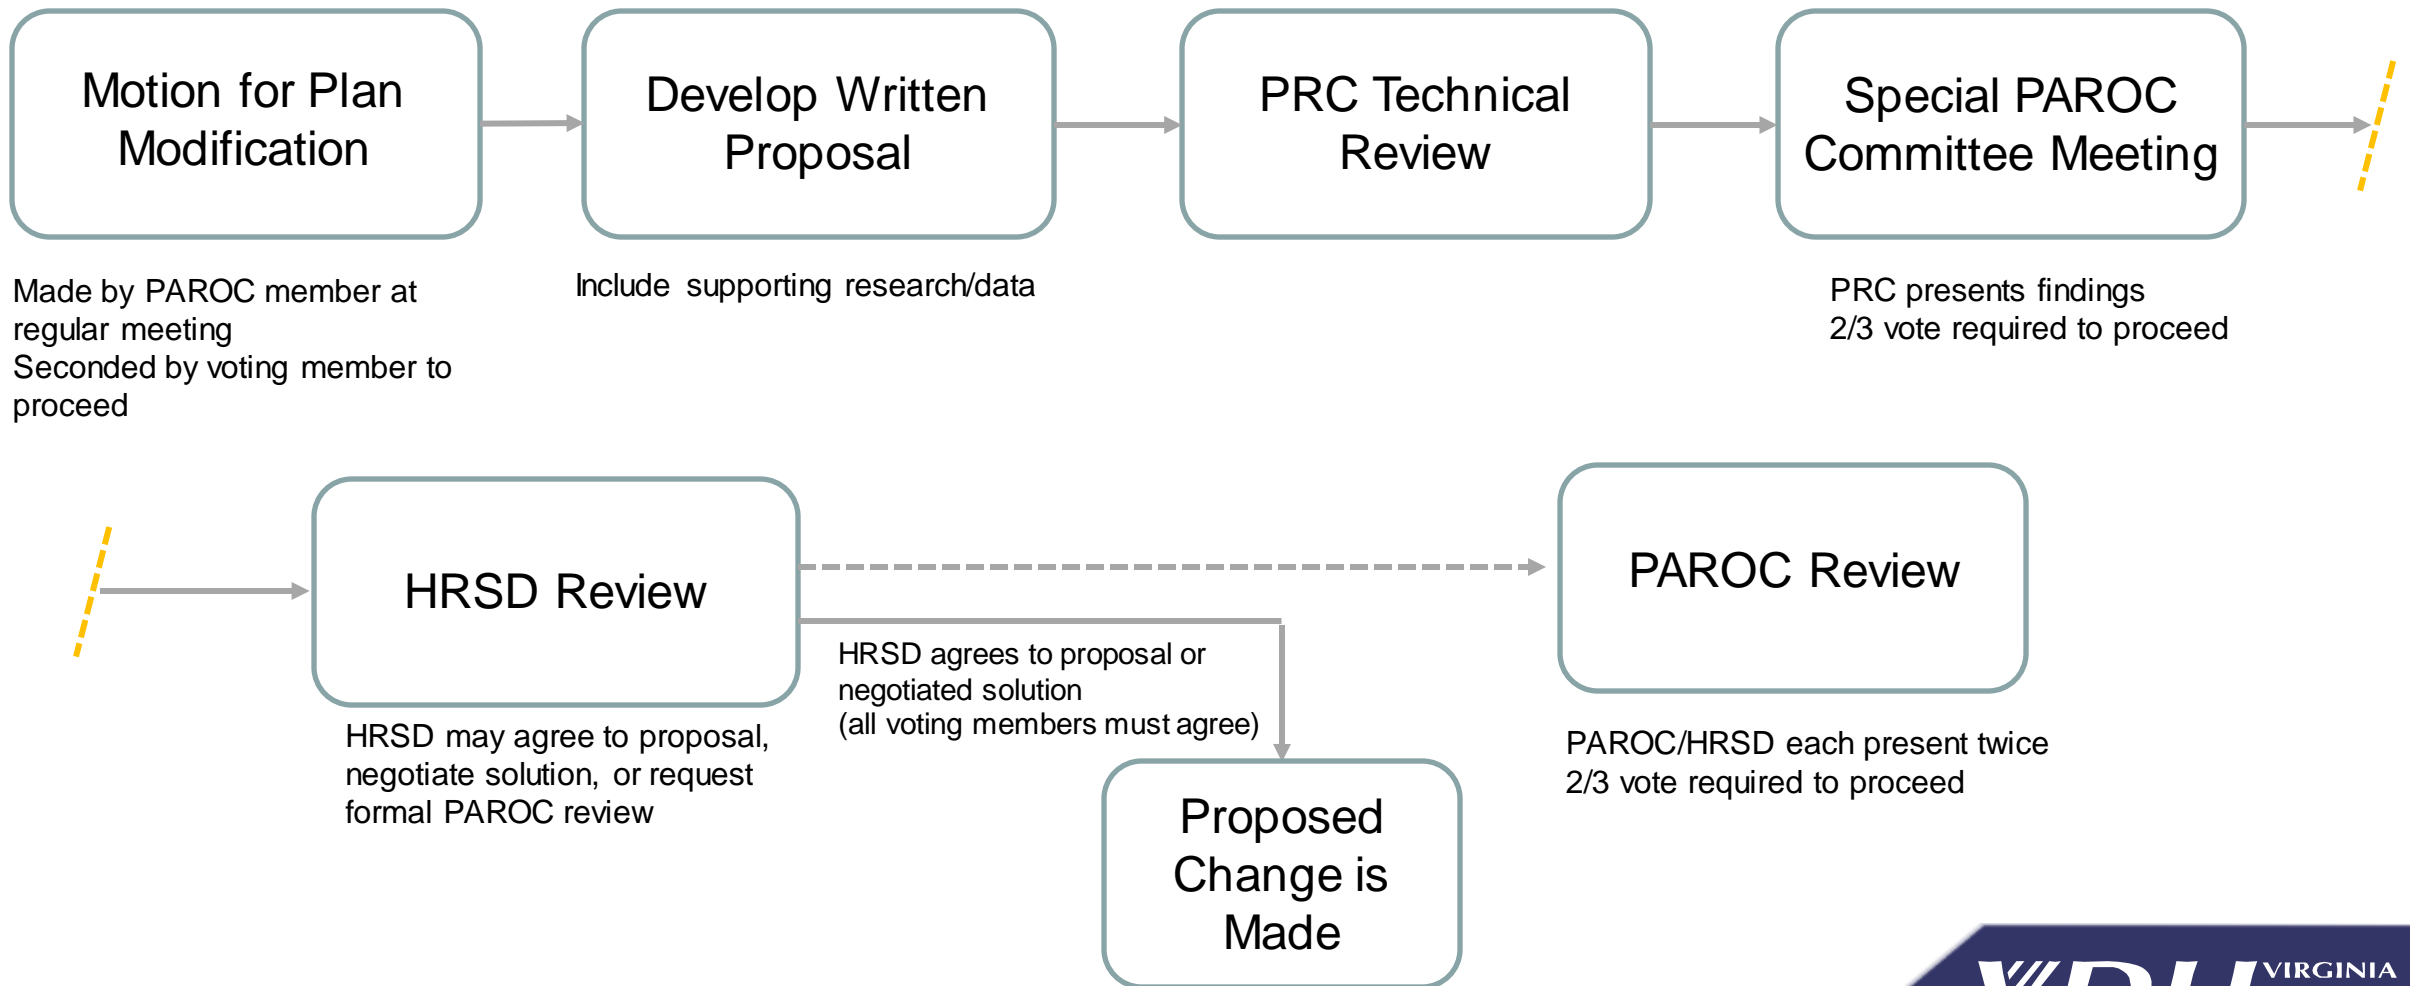 Motion for Plan
Modification
Develop Written
Proposal
PRC Technical
Review
Special PAROC
Committee Meeting
Made by PAROC member at
regular meeting
Seconded by voting member to
proceed
Include supporting research/data
PRC presents findings
2/3 vote required to proceed
HRSD Review
PAROC Review
HRSD agrees to proposal or
negotiated solution
(all voting members must agree)
HRSD may agree to proposal,
negotiate solution, or request
formal PAROC review
PAROC/HRSD each present twice
2/3 vote required to proceed
Proposed
Change is
Made
VDH VIRGINIA